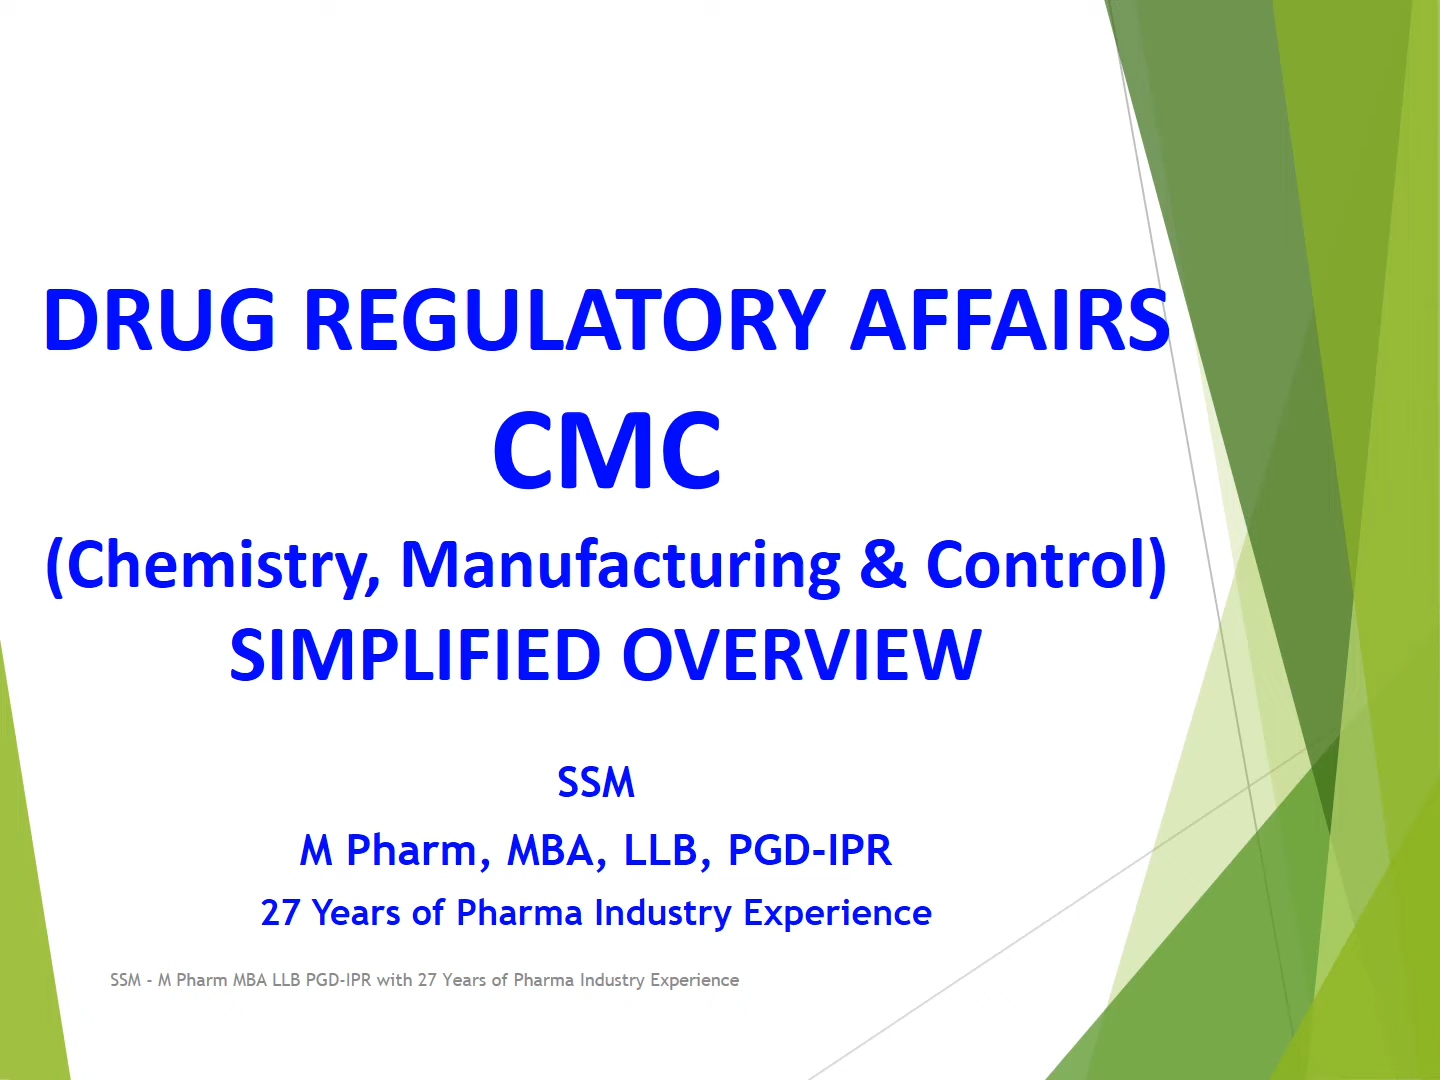 DRUG REGULATORY AFFAIRS
CMC
(Chemistry, Manufacturing & Control)
SIMPLIFIED OVERVIEW
SSM
M Pharm, MBA, LLB, PGD-IPR
27 Years of Pharma Industry Experience
SSM - M Pharm MBA LLB PGD-IPR with 27 Years of Pharma Industry Experience